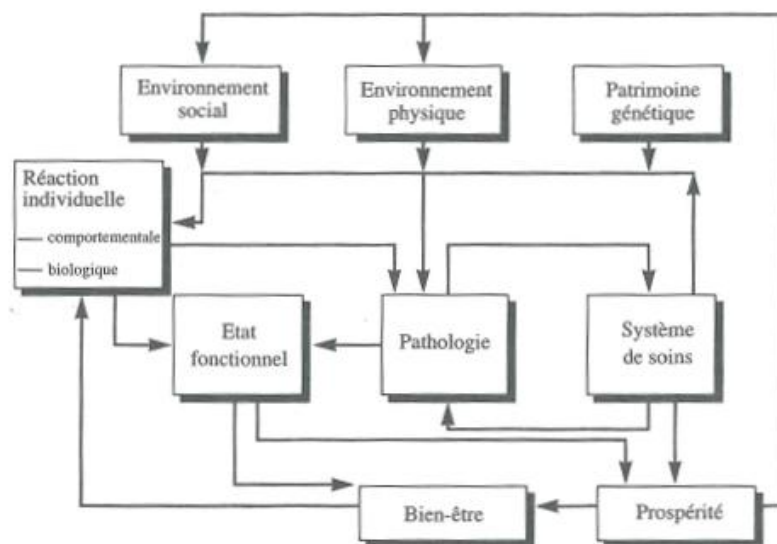 Environnement
social
Environnement
physique
Patrimoine
génétique
Réaction
individuelle
— comportementale
— biologique
Etat
fonctionnel
Pathologie
Système
de soins
Bien-être
Prospérité